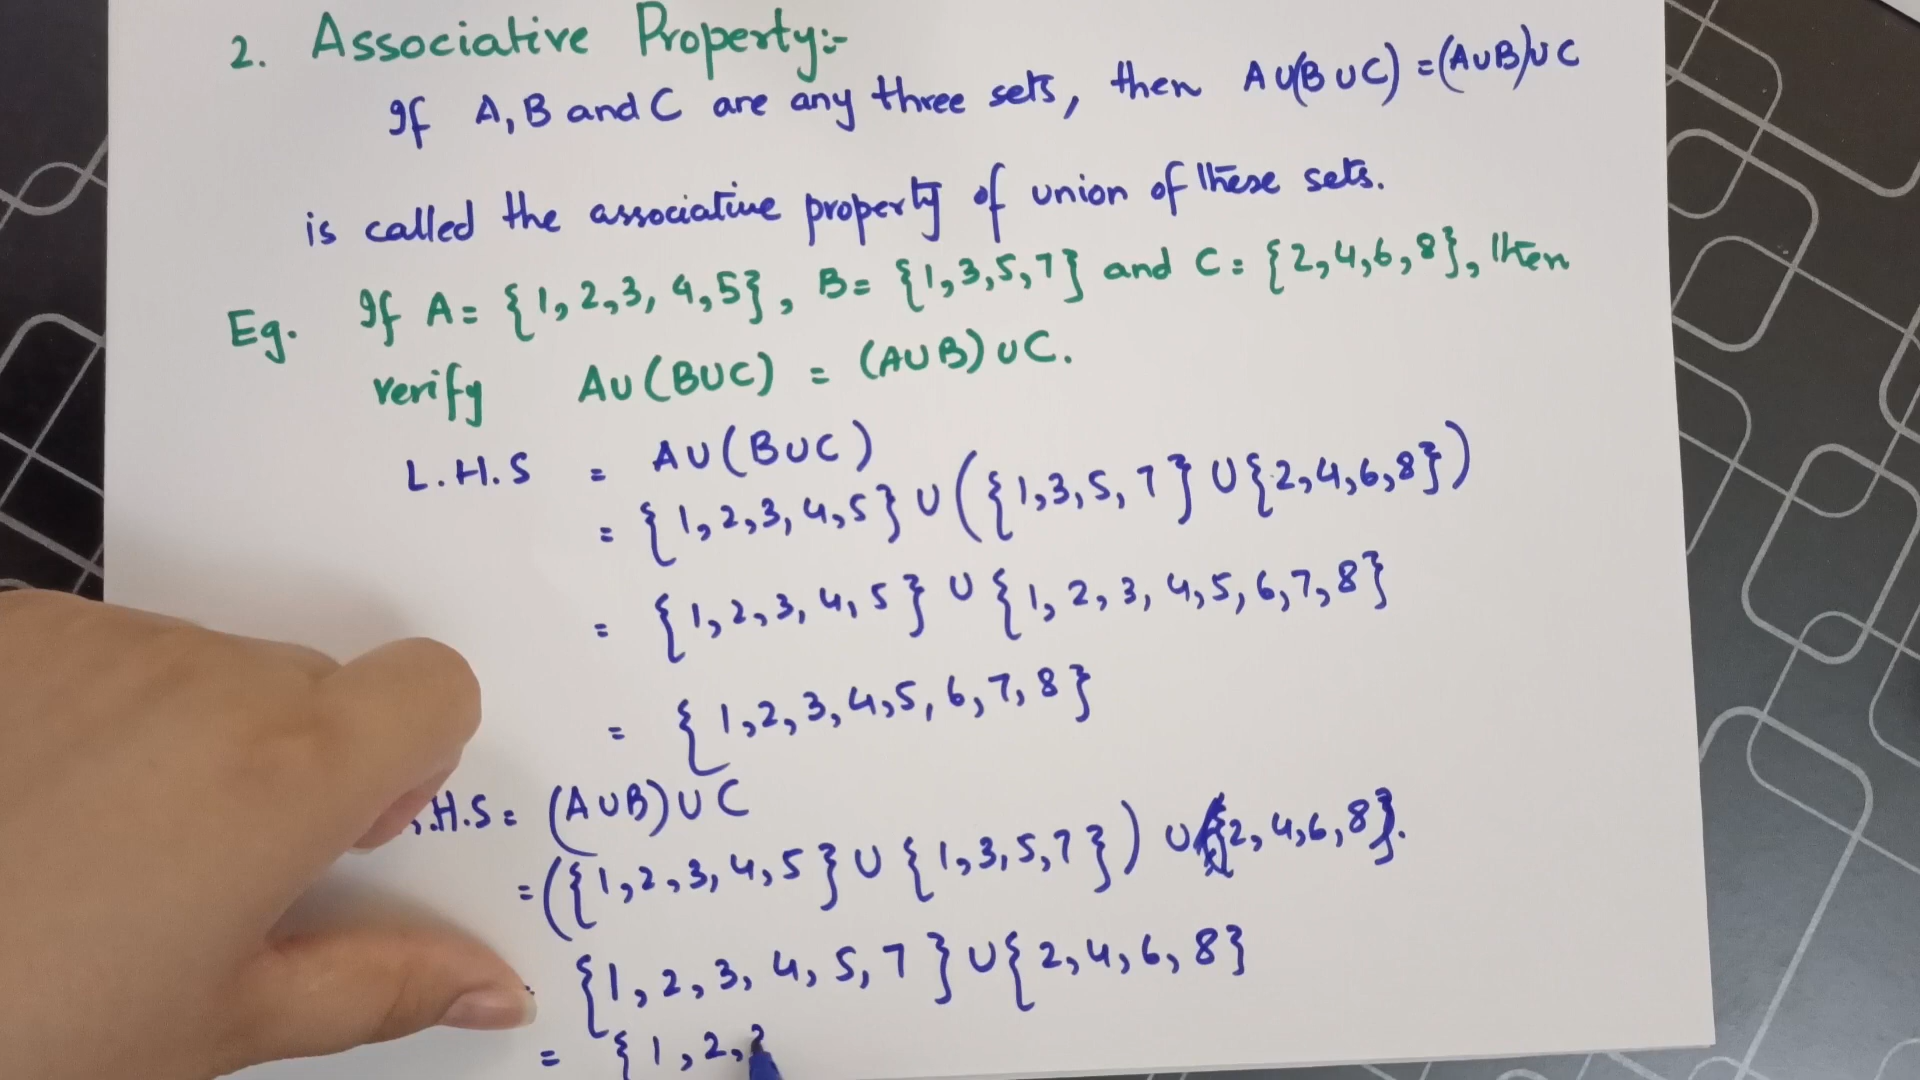 2. Associative Property:-
If A, B and C are any three sets, then A∪(B∪C) = (A∪B)∪C
is called the associative property of union of these sets.
Eg. If A = {1, 2, 3, 4, 5}, B = {1, 3, 5, 7} and C = {2, 4, 6, 8}, then
verify A∪(B∪C) = (A∪B)∪C.
L.H.S = A∪(B∪C)
= {1, 2, 3, 4, 5} ∪ ({1, 3, 5, 7} ∪ {2, 4, 6, 8})
= {1, 2, 3, 4, 5} ∪ {1, 2, 3, 4, 5, 6, 7, 8}
= {1, 2, 3, 4, 5, 6, 7, 8}
.H.S = (A∪B)∪C
= ({1, 2, 3, 4, 5} ∪ {1, 3, 5, 7}) ∪ {2, 4, 6, 8}.
{1, 2, 3, 4, 5, 7} ∪ {2, 4, 6, 8}
= {1, 2,